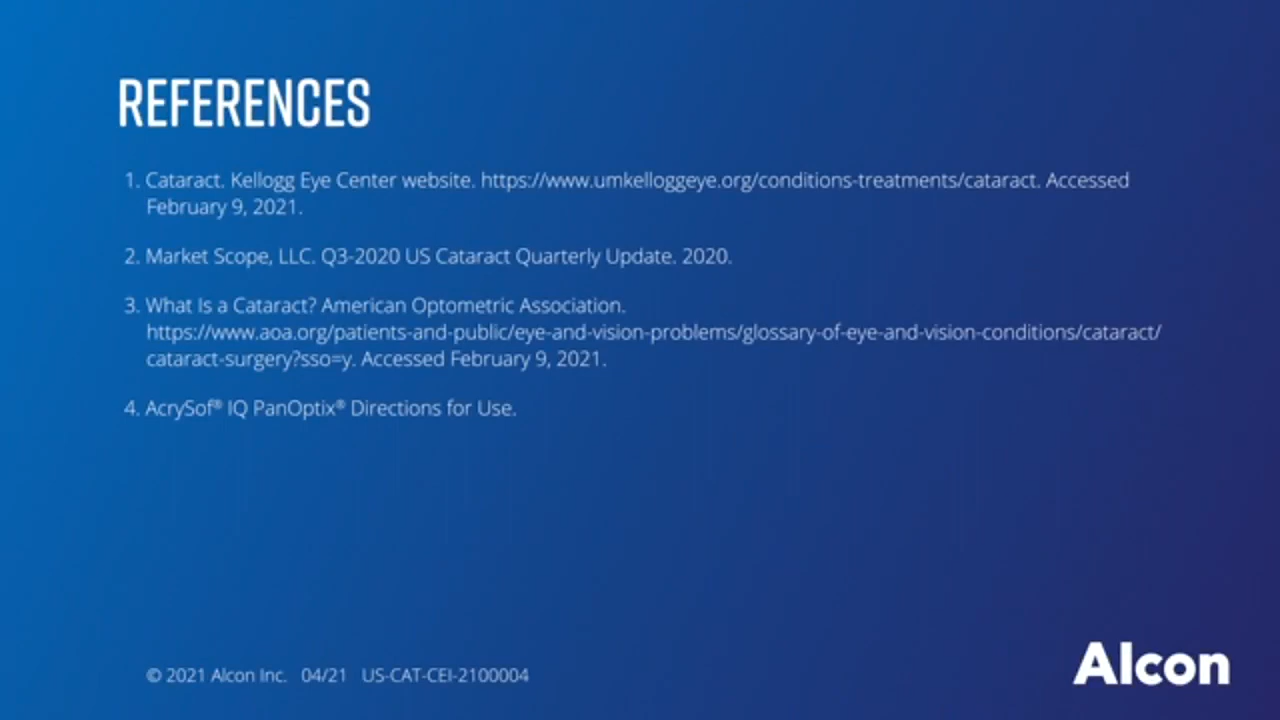 REFERENCES
1. Cataract. Kellogg Eye Center website. https://www.umkelloggeye.org/conditions-treatments/cataract. Accessed
February 9, 2021.
2. Market Scope, LLC. Q3-2020 US Cataract Quarterly Update. 2020.
3. What Is a Cataract? American Optometric Association.
https://www.aoa.org/patients-and-public/eye-and-vision-problems/glossary-of-eye-and-vision-conditions/cataract/
cataract-surgery?sso=y. Accessed February 9, 2021.
4. AcrySof® IQ PanOptix® Directions for Use.
© 2021 Alcon Inc. 04/21 US-CAT-CEI-2100004
Alcon